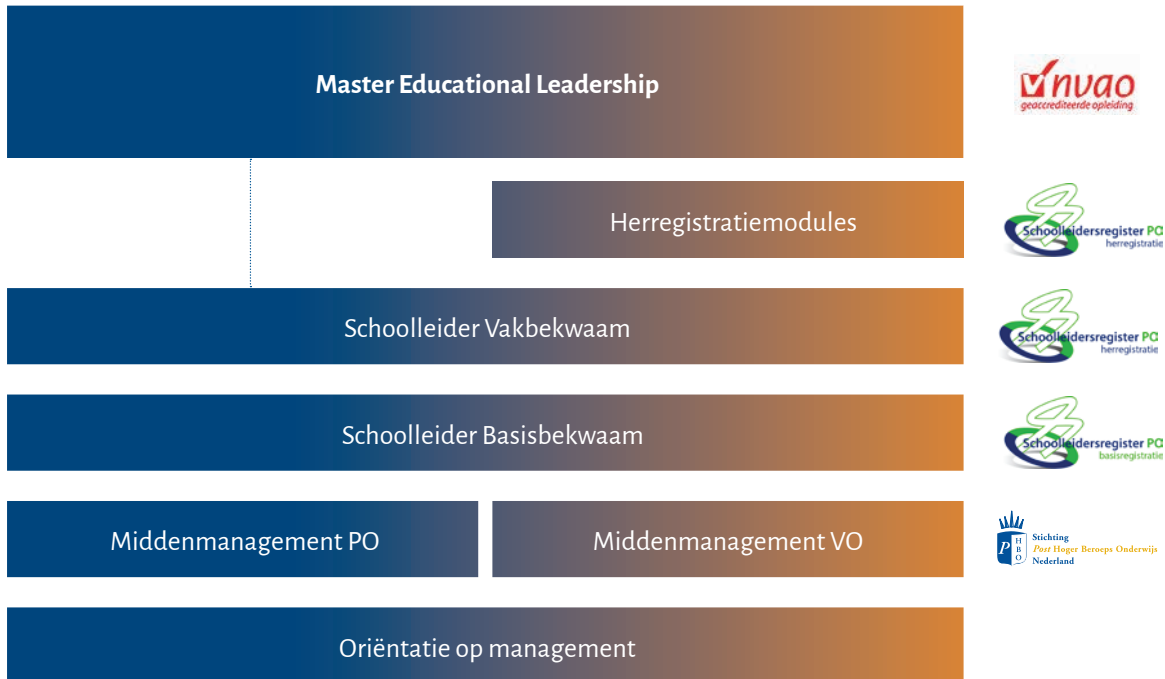 Master Educational Leadership
nvao
geaccrediteerde opleiding
Herregistratiemodules
Schoolleidersregister PO
herregistratie
Schoolleider Vakbekwaam
Schoolleidersregister PO
herregistratie
Schoolleider Basisbekwaam
Schoolleidersregister PO
basisregistratie
Middenmanagement PO
Middenmanagement VO
P
HBO
Stichting
Post Hoger Beroeps Onderwijs
Nederland
Oriëntatie op management